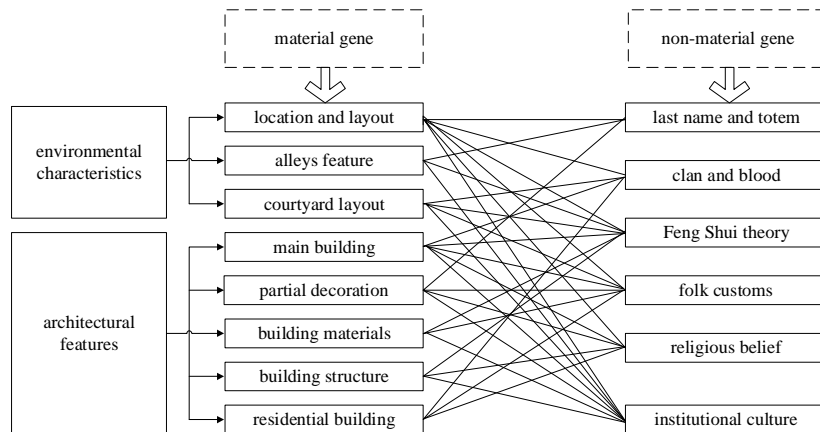 material gene
non-material gene
environmental
characteristics
architectural
features
location and layout
alleys feature
courtyard layout
main building
partial decoration
building materials
building structure
residential building
last name and totem
clan and blood
Feng Shui theory
folk customs
religious belief
institutional culture